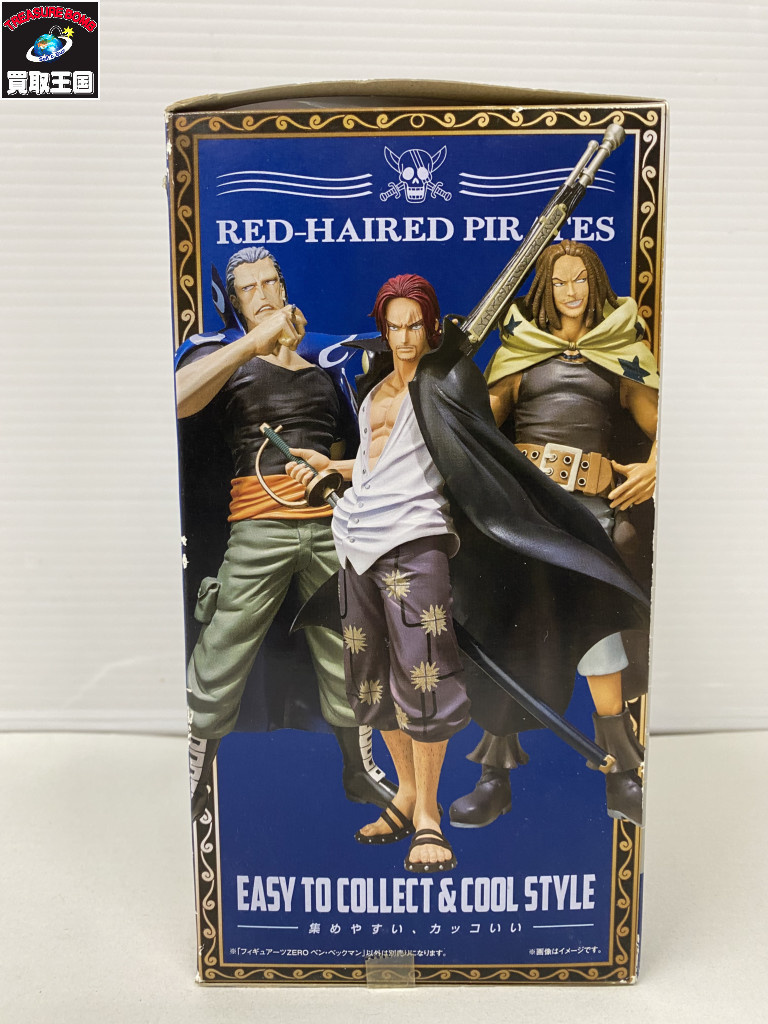 TREASURE KINGDOM
買取王国
RED-HAIRED PIRATES
EASY TO COLLECT & COOL STYLE
集めやすい、カッコいい
※「フィギュアーツZERO ベン・ベックマン」以外は別売りになります。
※画像はイメージです。